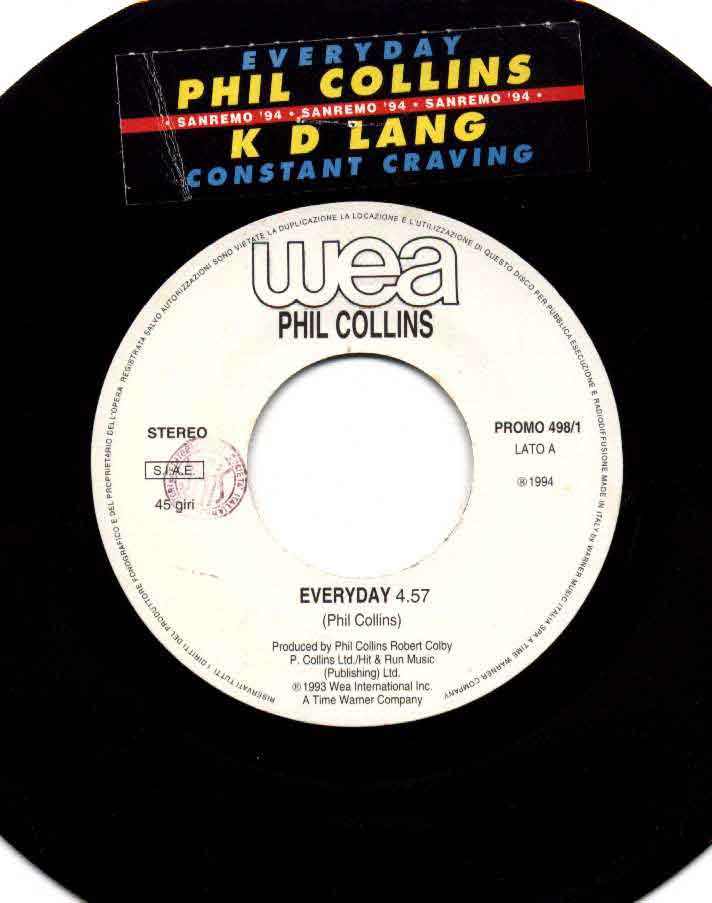 EVERYDAY
PHIL COLLINS
• SANREMO '94 • SANREMO '94 • SANREMO '94 •
K D LANG
CONSTANT CRAVING
RISERVATI TUTTI I DIRITTI DEL PRODUTTORE FONOGRAFICO E DEL PROPRIETARIO DELL'OPERA REGISTRATA SALVO AUTORIZZAZIONI SONO VIETATE LA DUPLICAZIONE LA LOCAZIONE E L'UTILIZZAZIONE DI QUESTO DISCO PER PUBBLICA ESECUZIONE E RADIODIFFUSIONE MADE IN ITALY by WARNER MUSIC ITALIA SPA A TIME WARNER COMPANY
wea
PHIL COLLINS
STEREO
PROMO 498/1
LATO A
S.I.A.E.
℗ 1994
45 giri
EVERYDAY 4.57
(Phil Collins)
Produced by Phil Collins Robert Colby
P. Collins Ltd./Hit & Run Music
(Publishing) Ltd.
℗ 1993 Wea International Inc.
A Time Warner Company